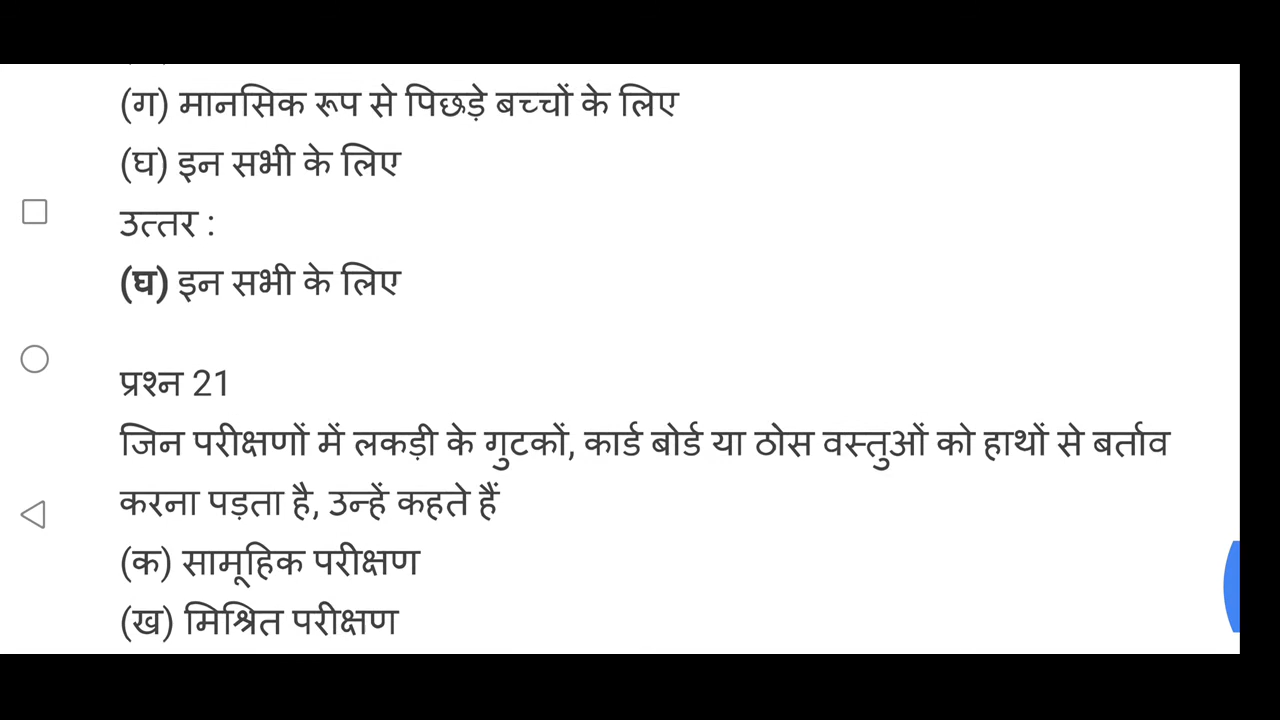 (ग) मानसिक रूप से पिछड़े बच्चों के लिए
(घ) इन सभी के लिए
उत्तर :
(घ) इन सभी के लिए
प्रश्न 21
जिन परीक्षणों में लकड़ी के गुटकों, कार्ड बोर्ड या ठोस वस्तुओं को हाथों से बर्ताव
करना पड़ता है, उन्हें कहते हैं
(क) सामूहिक परीक्षण
(ख) मिश्रित परीक्षण